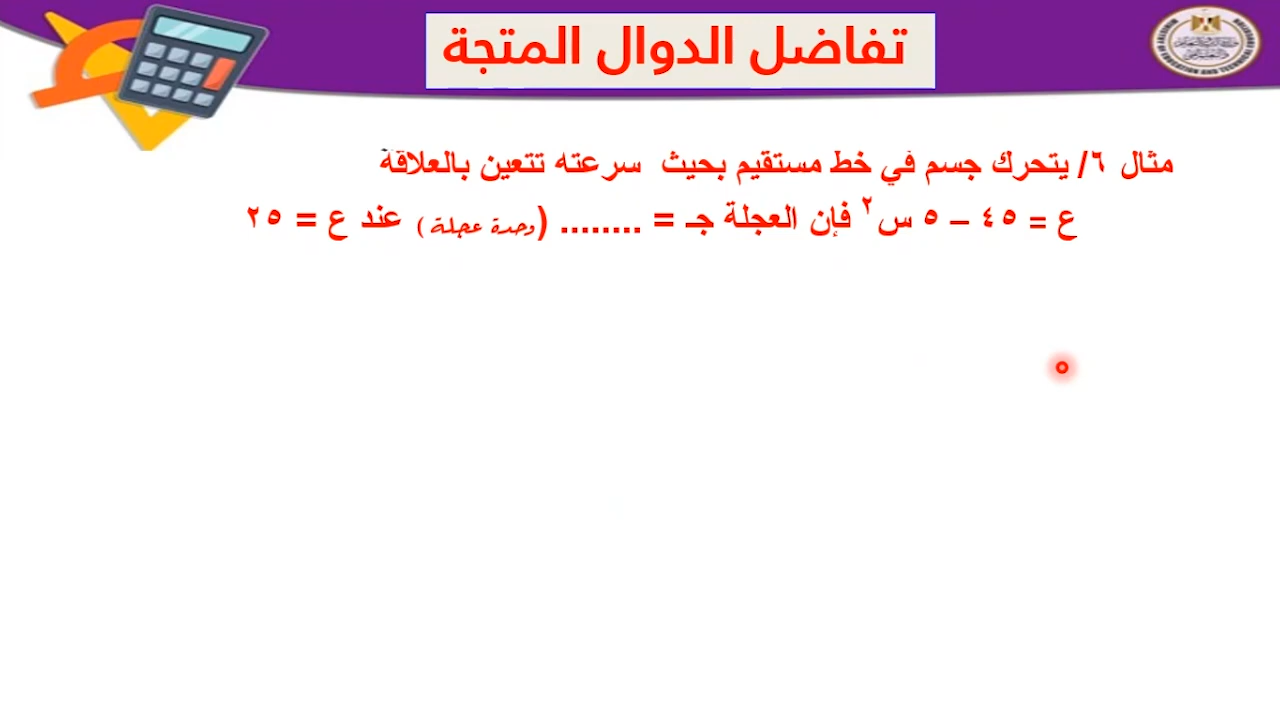 تفاضل الدوال المتجة
مثال ٦/ يتحرك جسم في خط مستقيم بحيث سرعته تتعين بالعلاقة
ع = ٤٥ – ٥ س٢ فإن العجلة جـ = ........ (وحدة عجلة) عند ع = ٢٥